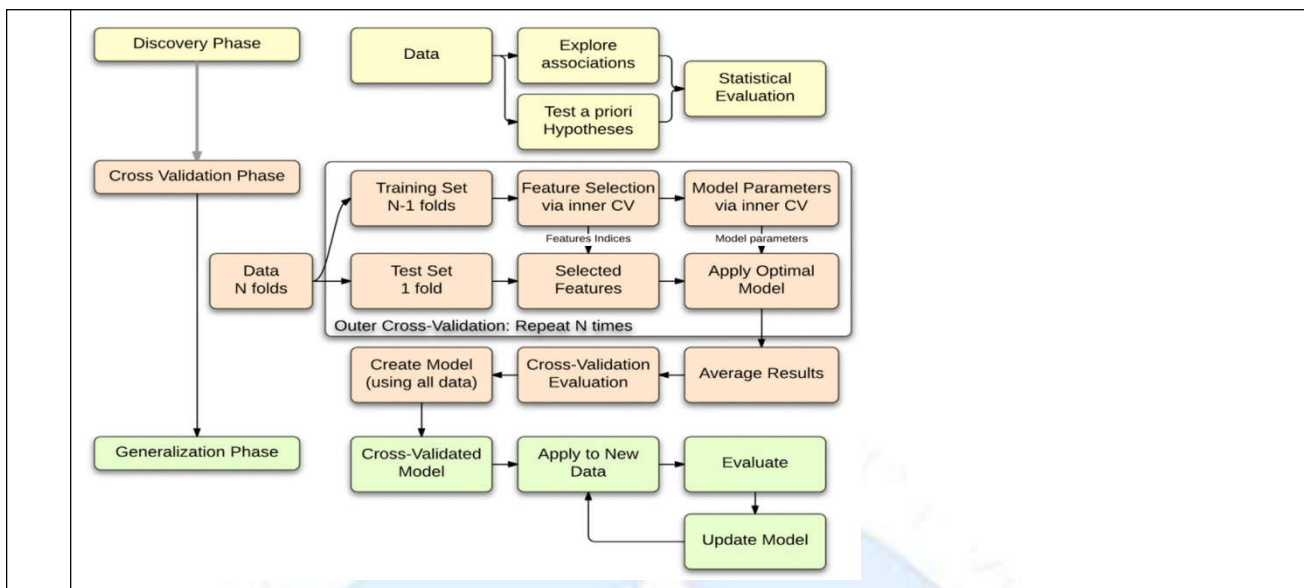 Discovery Phase
Data
Explore
associations
Test a priori
Hypotheses
Statistical
Evaluation
Cross Validation Phase
Training Set
N-1 folds
Feature Selection
via inner CV
Model Parameters
via inner CV
Features Indices
Model parameters
Data
N folds
Test Set
1 fold
Selected
Features
Apply Optimal
Model
Outer Cross-Validation: Repeat N times
Create Model
(using all data)
Cross-Validation
Evaluation
Average Results
Generalization Phase
Cross-Validated
Model
Apply to New
Data
Evaluate
Update Model